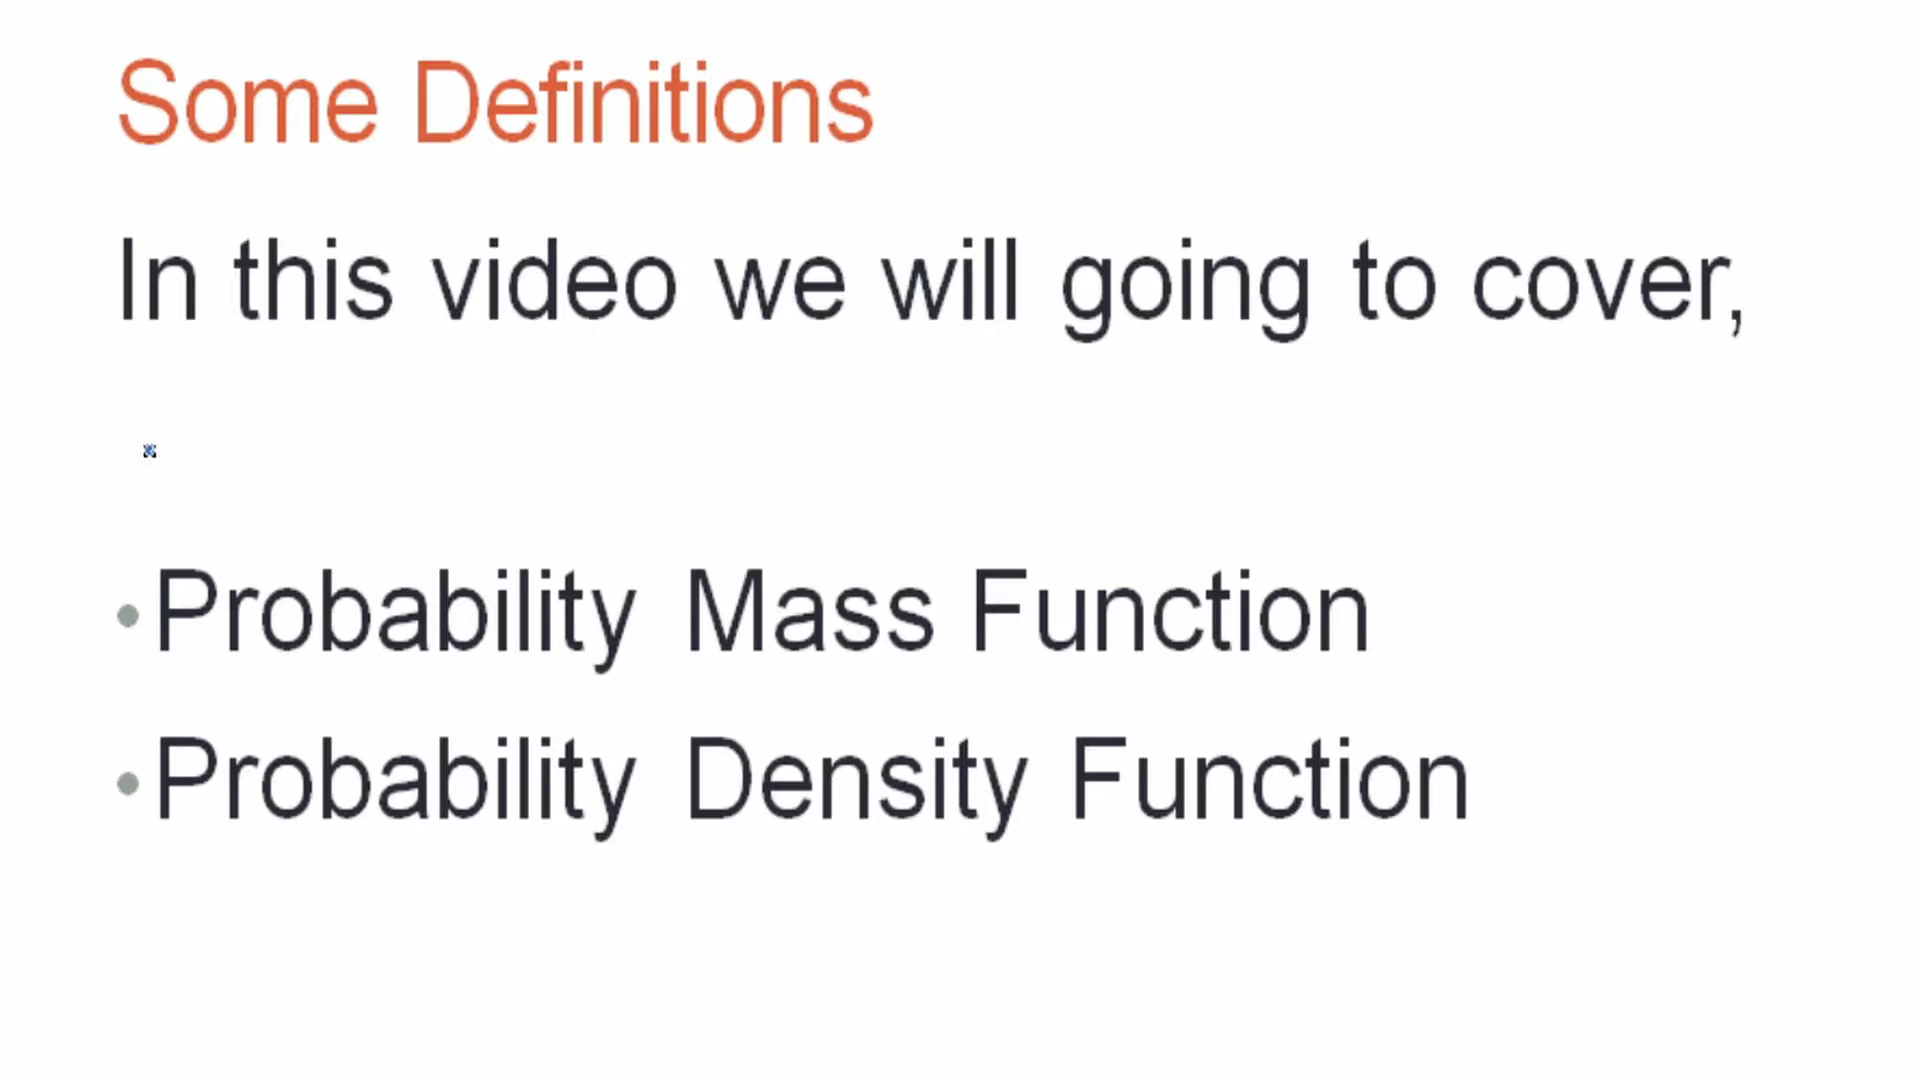 Some Definitions
In this video we will going to cover,
• Probability Mass Function
• Probability Density Function